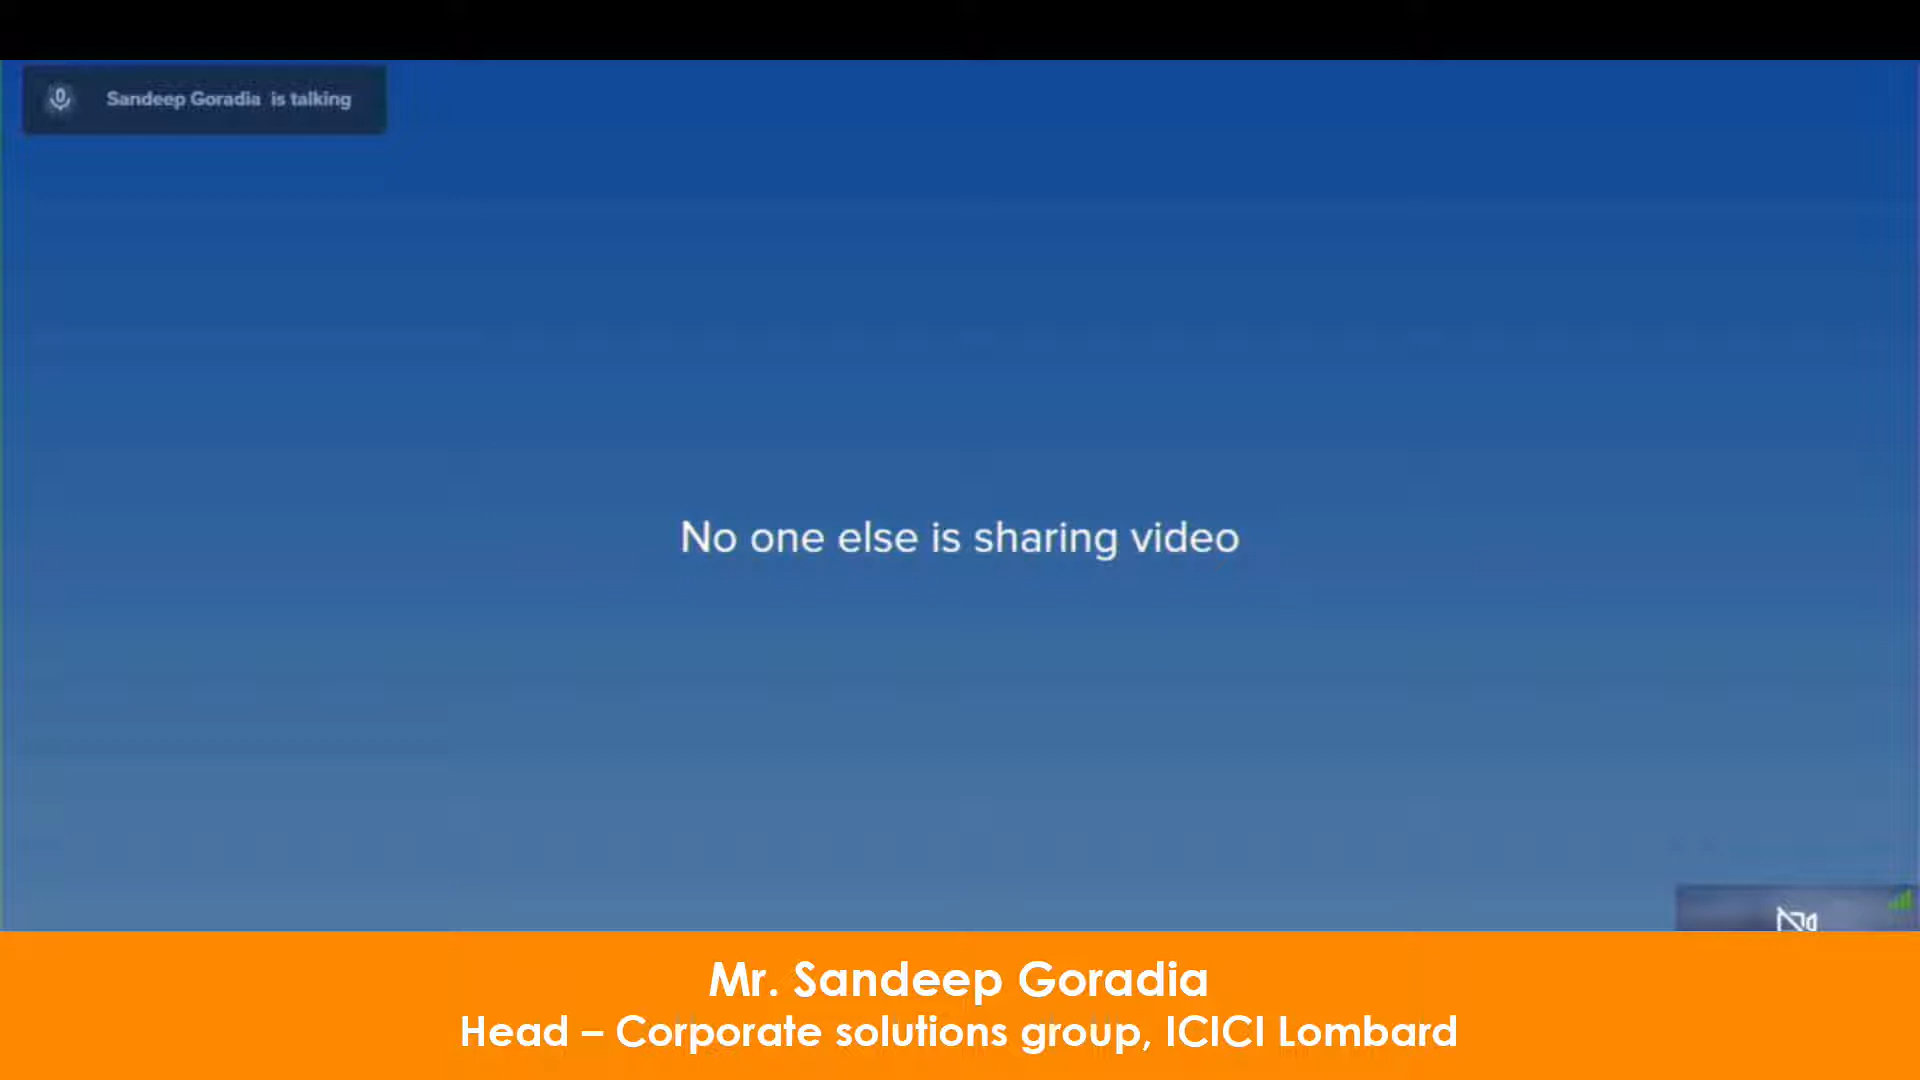 Sandeep Goradia is talking
No one else is sharing video
Mr. Sandeep Goradia
Head – Corporate solutions group, ICICI Lombard